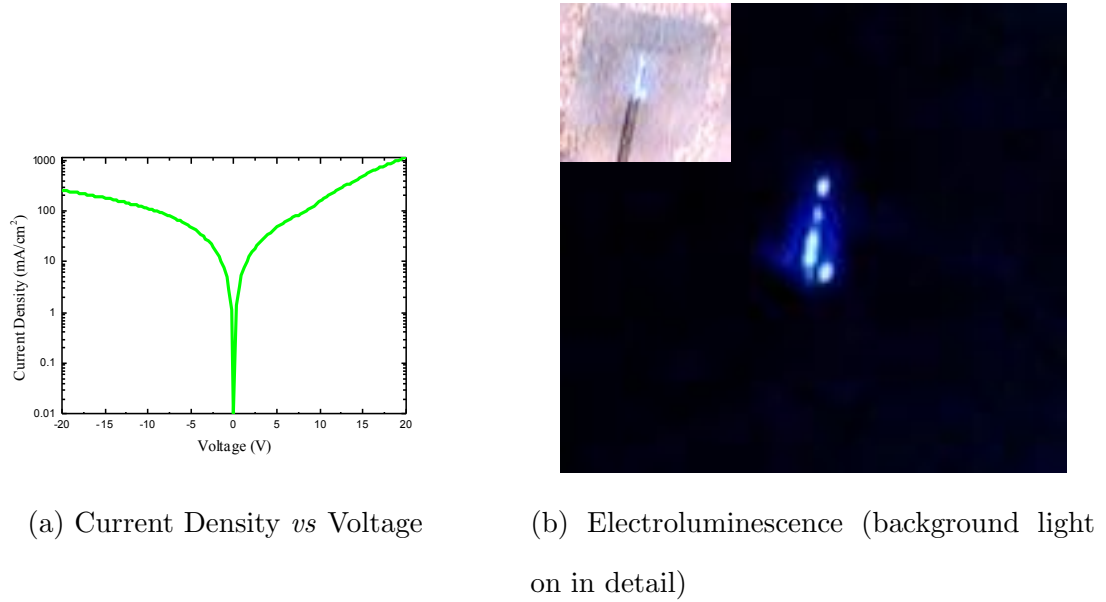 1000
100
10
1
0.1
0.01
Current Density (mA/cm²)
-20 -15 -10 -5 0 5 10 15 20
Voltage (V)
(a) Current Density vs Voltage
(b) Electroluminescence (background light
on in detail)